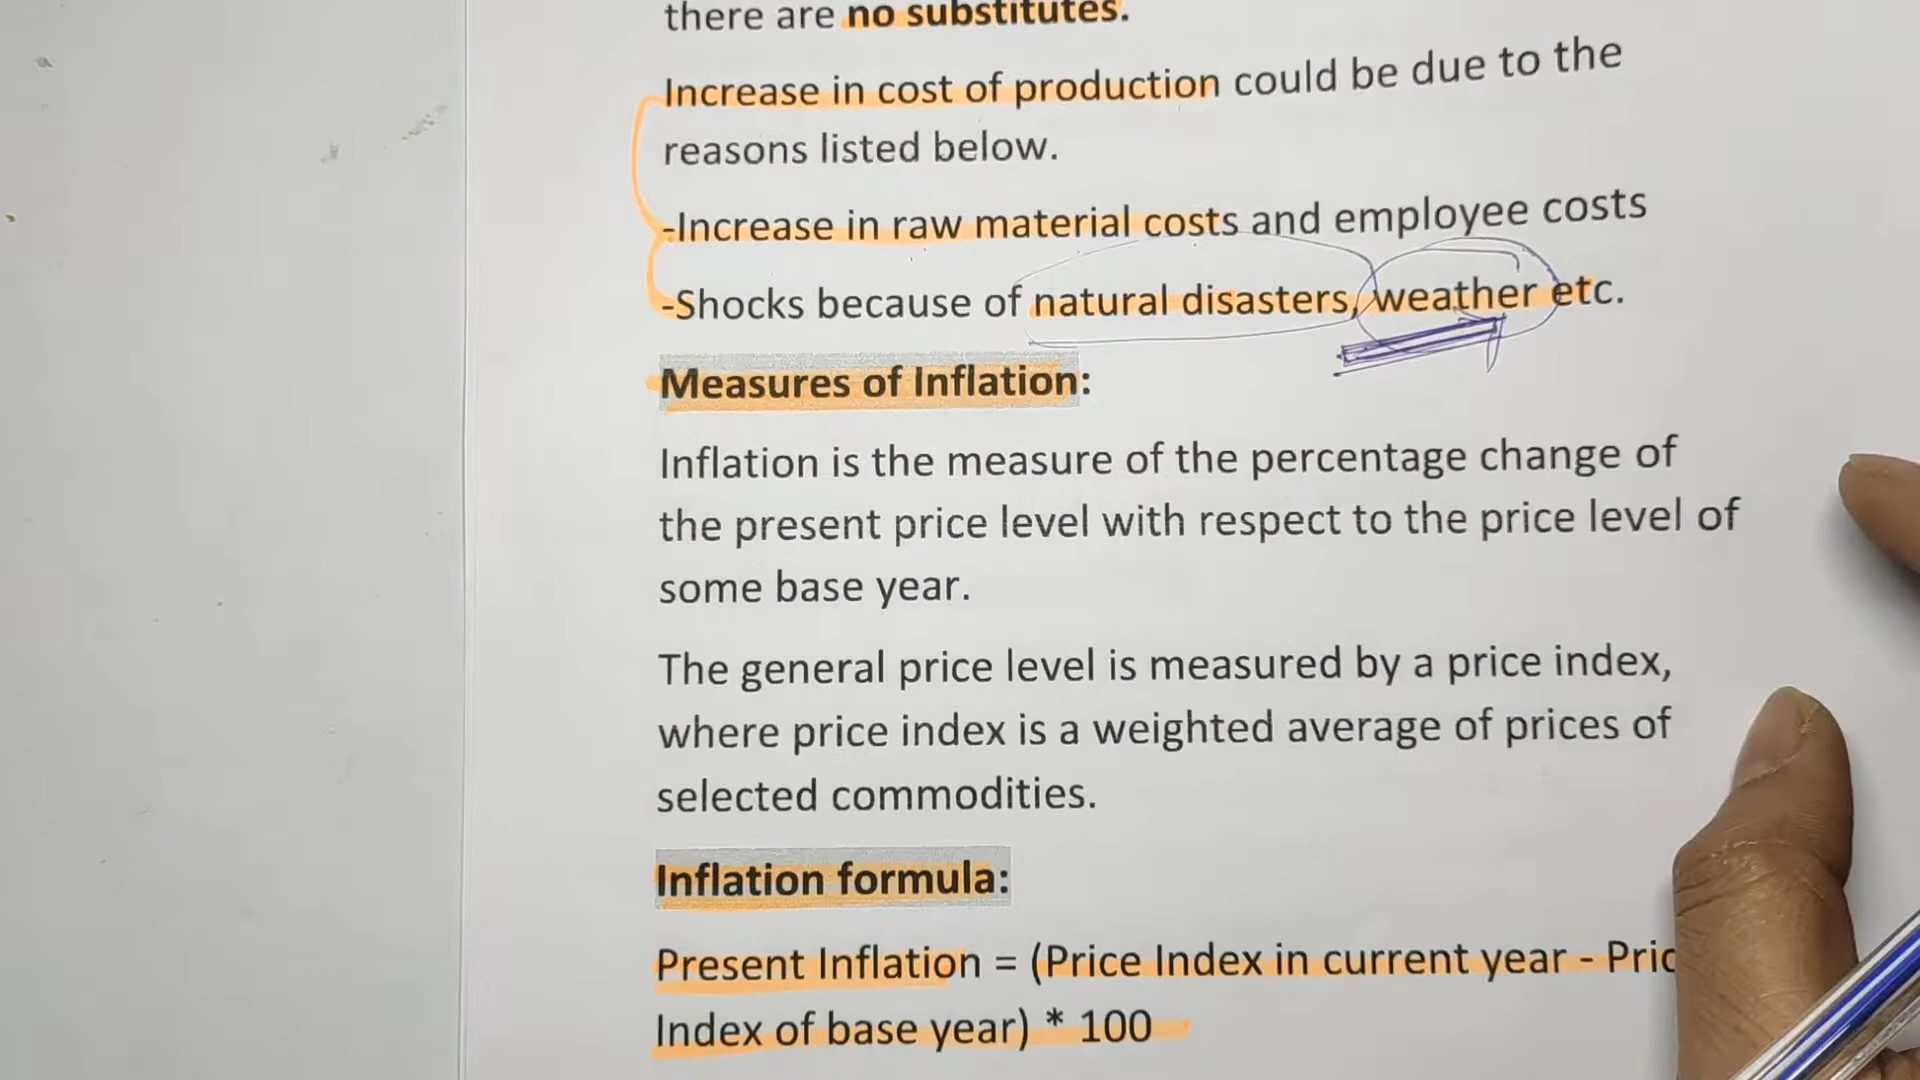 there are no substitutes.
Increase in cost of production could be due to the
reasons listed below.
-Increase in raw material costs and employee costs
-Shocks because of natural disasters, weather etc.
Measures of Inflation:
Inflation is the measure of the percentage change of
the present price level with respect to the price level of
some base year.
The general price level is measured by a price index,
where price index is a weighted average of prices of
selected commodities.
Inflation formula:
Present Inflation = (Price Index in current year - Pric
Index of base year) * 100